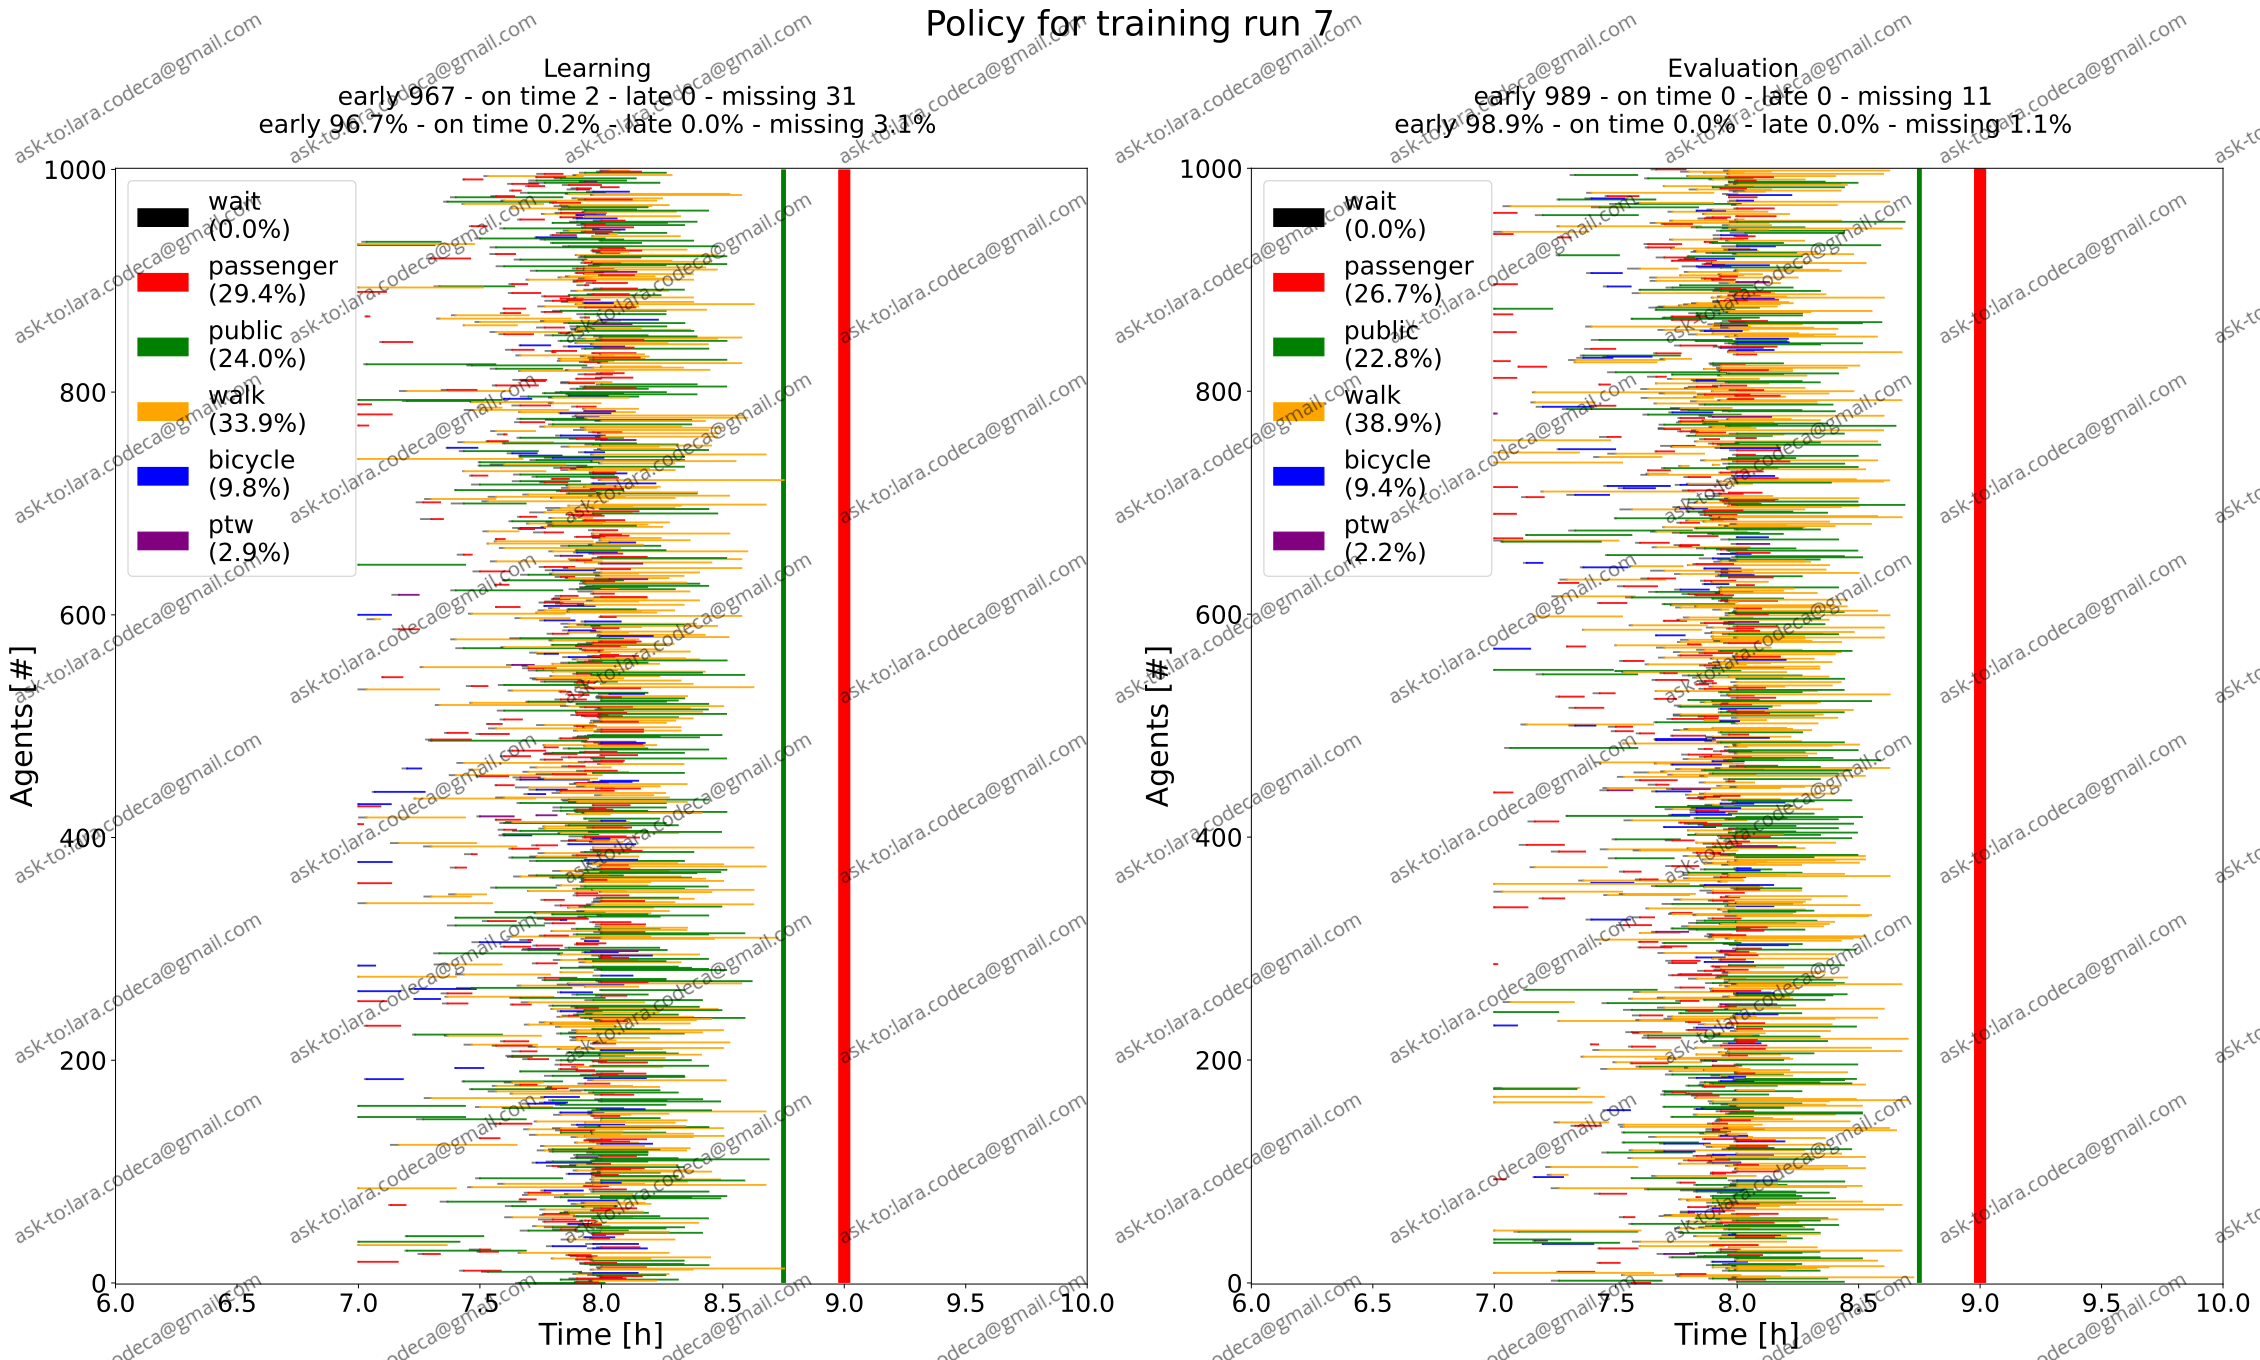 Policy for training run 7
Learning
early 967 - on time 2 - late 0 - missing 31
early 96.7% - on time 0.2% - late 0.0% - missing 3.1%
1000
800
600
400
200
0
Agents [#]
wait
(0.0%)
passenger
(29.4%)
public
(24.0%)
walk
(33.9%)
bicycle
(9.8%)
ptw
(2.9%)
6.0 6.5 7.0 7.5 8.0 8.5 9.0 9.5 10.0
Time [h]
Evaluation
early 989 - on time 0 - late 0 - missing 11
early 98.9% - on time 0.0% - late 0.0% - missing 1.1%
1000
800
600
400
200
0
Agents [#]
wait
(0.0%)
passenger
(26.7%)
public
(22.8%)
walk
(38.9%)
bicycle
(9.4%)
ptw
(2.2%)
6.0 6.5 7.0 7.5 8.0 8.5 9.0 9.5 10.0
Time [h]
ask-to:lara.codeca@gmail.com